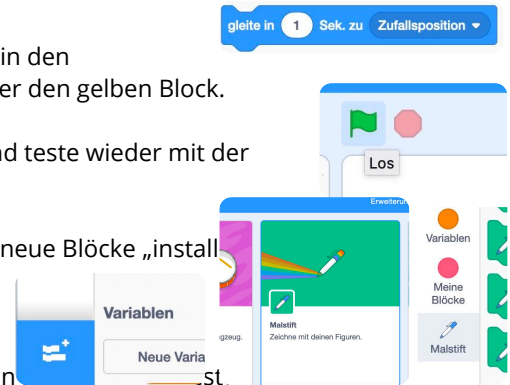 gleite in 1 Sek. zu Zufallsposition
in den
er den gelben Block.
Los
d teste wieder mit der
Erweiteru
neue Blöcke „install
Variablen
Meine
Blöcke
Malstift
Malstift
Zeichne mit deinen Figuren.
gzeug.
Variablen
Neue Varia
n
st